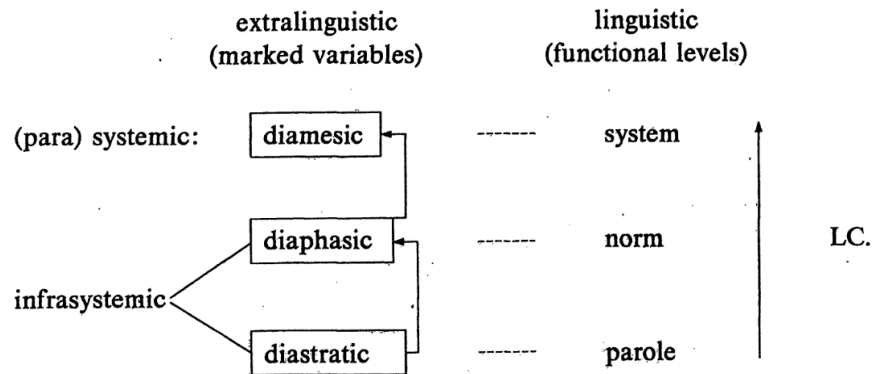 extralinguistic linguistic
(marked variables) (functional levels)
(para) systemic: diamesic ------ system
diaphasic ------ norm LC.
infrasystemic
diastratic ------ parole